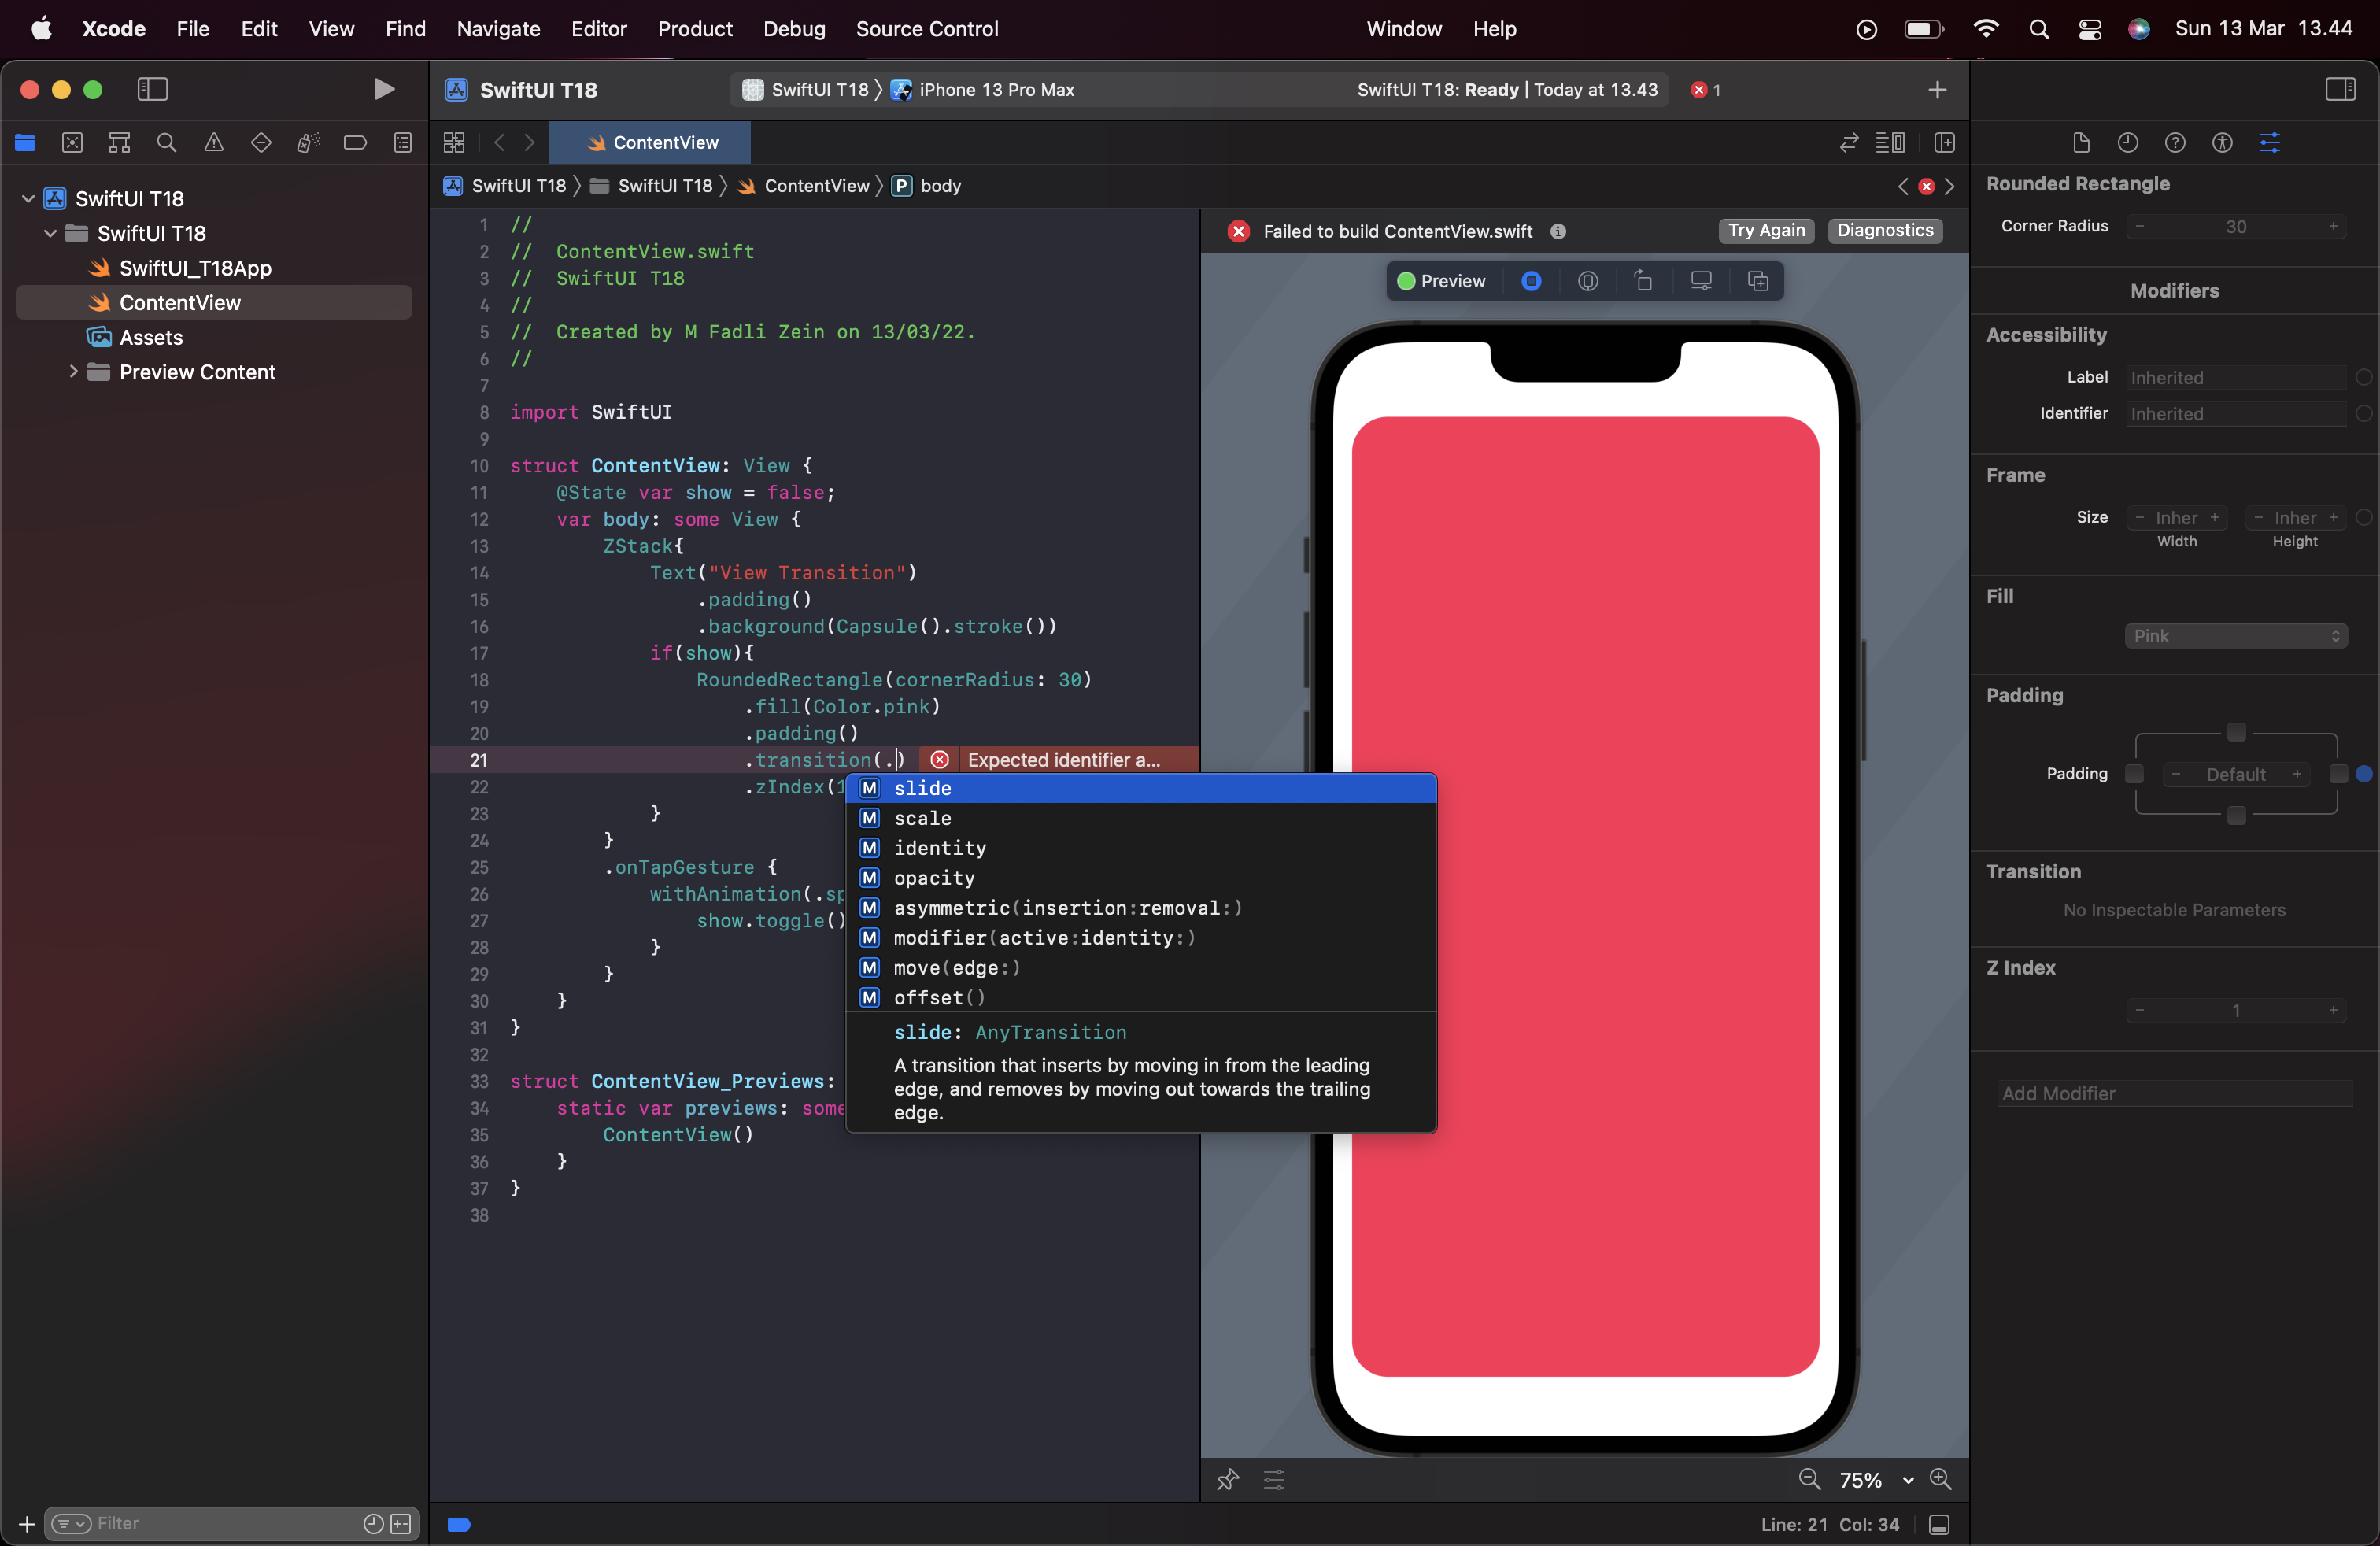 Xcode File Edit View Find Navigate Editor Product Debug Source Control Window Help Sun 13 Mar 13.44
SwiftUI T18 SwiftUI T18 iPhone 13 Pro Max SwiftUI T18: Ready | Today at 13.43 1
ContentView
SwiftUI T18 SwiftUI T18 ContentView P body
SwiftUI T18
SwiftUI T18
SwiftUI_T18App
ContentView
Assets
Preview Content
Filter
1 //
2 //  ContentView.swift
3 //  SwiftUI T18
4 //
5 //  Created by M Fadli Zein on 13/03/22.
6 //
7
8 import SwiftUI
9
10 struct ContentView: View {
11     @State var show = false;
12     var body: some View {
13         ZStack{
14             Text("View Transition")
15                 .padding()
16                 .background(Capsule().stroke())
17             if(show){
18                 RoundedRectangle(cornerRadius: 30)
19                     .fill(Color.pink)
20                     .padding()
21                     .transition(.) Expected identifier a...
22                     .zIndex(1
23             }
24         }
25         .onTapGesture {
26             withAnimation(.sp
27                 show.toggle()
28             }
29         }
30     }
31 }
32
33 struct ContentView_Previews:
34     static var previews: some
35         ContentView()
36     }
37 }
38
M slide
M scale
M identity
M opacity
M asymmetric(insertion:removal:)
M modifier(active:identity:)
M move(edge:)
M offset()
slide: AnyTransition
A transition that inserts by moving in from the leading
edge, and removes by moving out towards the trailing
edge.
Failed to build ContentView.swift Try Again Diagnostics
Preview
75%
Line: 21 Col: 34
Rounded Rectangle
Corner Radius − 30 +
Modifiers
Accessibility
Label Inherited
Identifier Inherited
Frame
Size − Inher + − Inher +
Width Height
Fill
Pink
Padding
Padding − Default +
Transition
No Inspectable Parameters
Z Index
− 1 +
Add Modifier